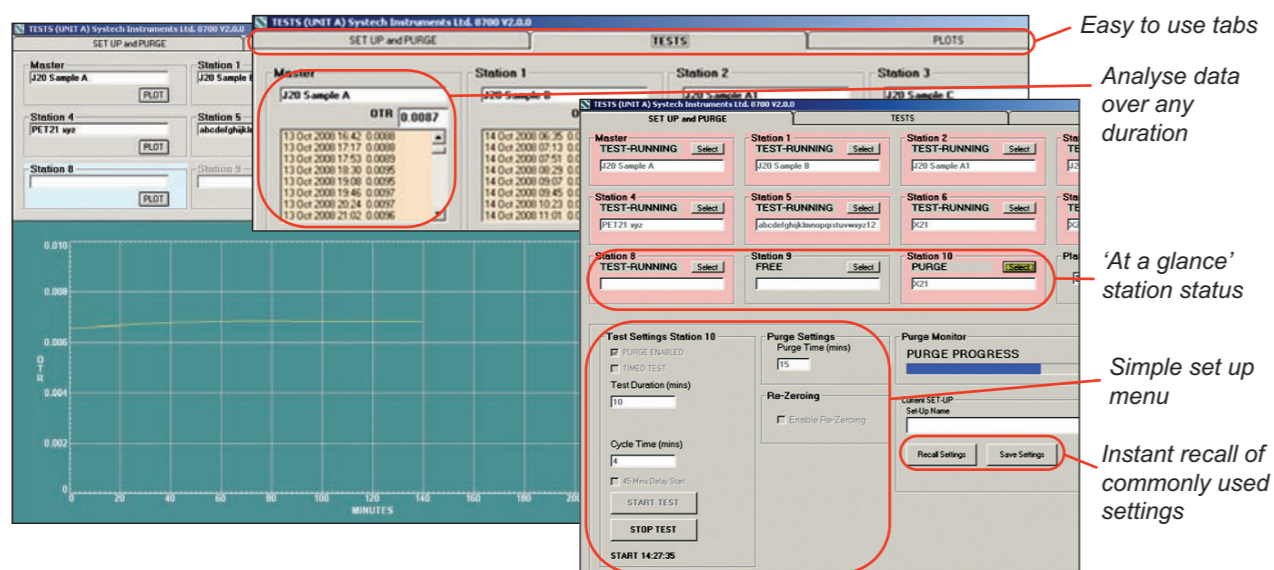 TESTS (UNIT A) Systech Instruments Ltd. 8700 V2.0.0
SET UP and PURGE
Master
J20 Sample A
PLOT
Station 1
Station 4
PET21 xyz
PLOT
Station 5
Station 8
PLOT
Station 9
0.010
0.008
0.006
0.004
0.002
0
OTR
0 20 40 60 80 100 120 140 160 180
MINUTES
TESTS (UNIT A) Systech Instruments Ltd. 8700 V2.0.0
SET UP and PURGE
TESTS
PLOTS
Master
J20 Sample A
OTR 0.0087
13 Oct 2008 16:42 0.0088
13 Oct 2008 17:17 0.0088
13 Oct 2008 17:53 0.0089
13 Oct 2008 18:30 0.0095
13 Oct 2008 19:08 0.0095
13 Oct 2008 19:46 0.0097
13 Oct 2008 20:24 0.0097
13 Oct 2008 21:02 0.0096
Station 1
J20 Sample B
14 Oct 2008 06:35
14 Oct 2008 07:13
14 Oct 2008 07:51
14 Oct 2008 08:29
14 Oct 2008 09:07
14 Oct 2008 09:45
14 Oct 2008 10:23
14 Oct 2008 11:01
Station 2
J20 Sample A1
Station 3
J20 Sample C
TESTS (UNIT A) Systech Instruments Ltd. 8700 V2.0.0
SET UP and PURGE
TESTS
Master
TEST-RUNNING Select
J20 Sample A
Station 1
TEST-RUNNING Select
J20 Sample B
Station 2
TEST-RUNNING Select
J20 Sample A1
Station 4
TEST-RUNNING Select
PET21 xyz
Station 5
TEST-RUNNING Select
abcdefghijklmnopqrstuvwxyz12
Station 6
TEST-RUNNING Select
X21
Station 8
TEST-RUNNING Select
Station 9
FREE Select
Station 10
PURGE Select
X21
Test Settings Station 10
PURGE ENABLED
TIMED TEST
Test Duration (mins)
10
Cycle Time (mins)
4
45 Mins Delay Start
START TEST
STOP TEST
START 14:27:35
Purge Settings
Purge Time (mins)
15
Re-Zeroing
Enable Re-Zeroing
Purge Monitor
PURGE PROGRESS
Current SET-UP
Set-Up Name
Recall Settings
Save Settings
Easy to use tabs
Analyse data
over any
duration
‘At a glance’
station status
Simple set up
menu
Instant recall of
commonly used
settings